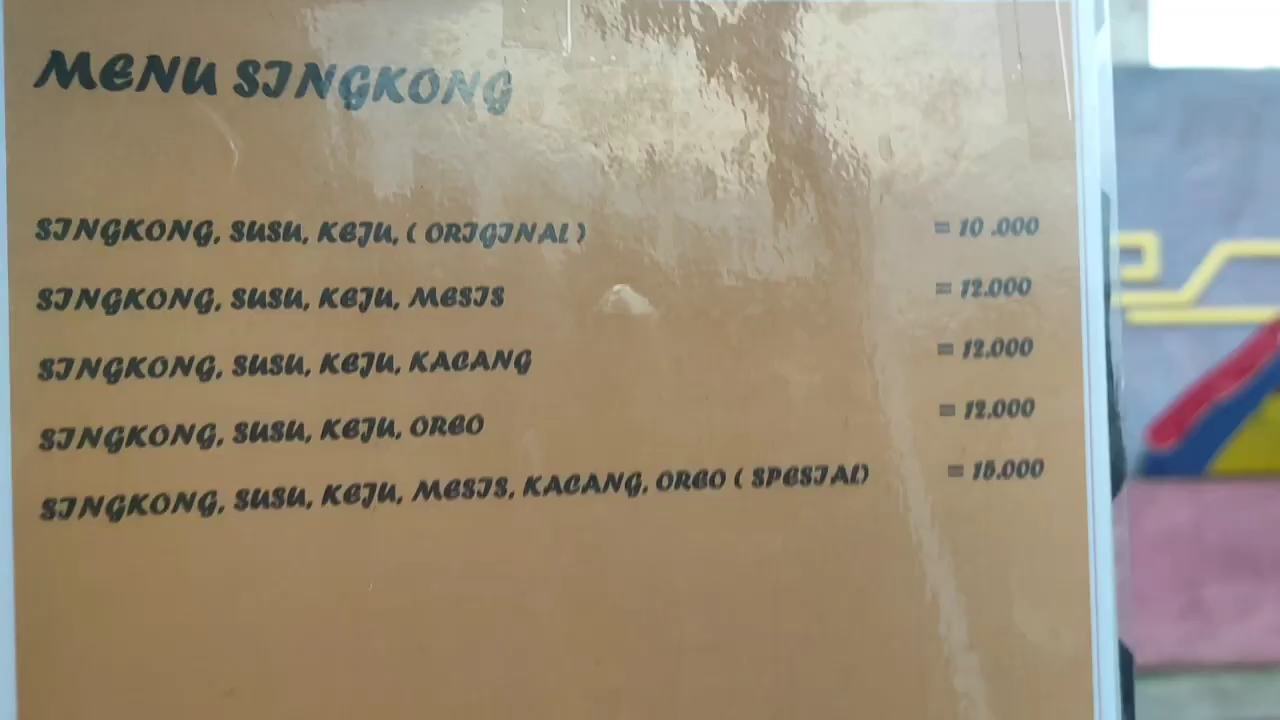 MENU SINGKONG
SINGKONG, SUSU, KEJU, ( ORIGINAL ) = 10 .000
SINGKONG, SUSU, KEJU, MESIS = 12.000
SINGKONG, SUSU, KEJU, KACANG = 12.000
SINGKONG, SUSU, KEJU, OREO = 12.000
SINGKONG, SUSU, KEJU, MESIS, KACANG, OREO ( SPESIAL) = 15.000